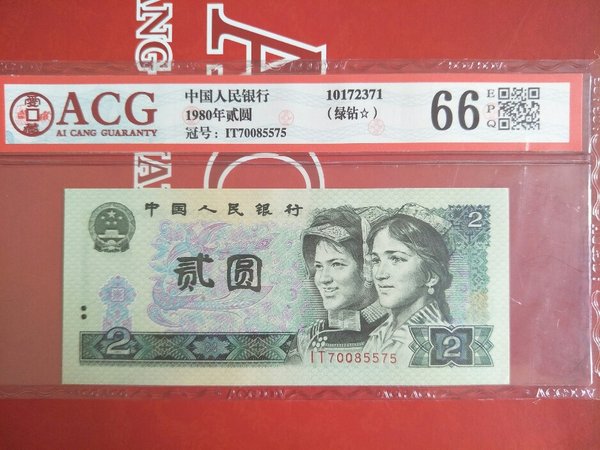 ACG
AI CANG GUARANTY
中国人民银行
1980年贰圆
冠号: IT70085575
10172371
(绿钻☆)
66
EPQ
中国人民银行
2
贰圆
2
IT70085575
2